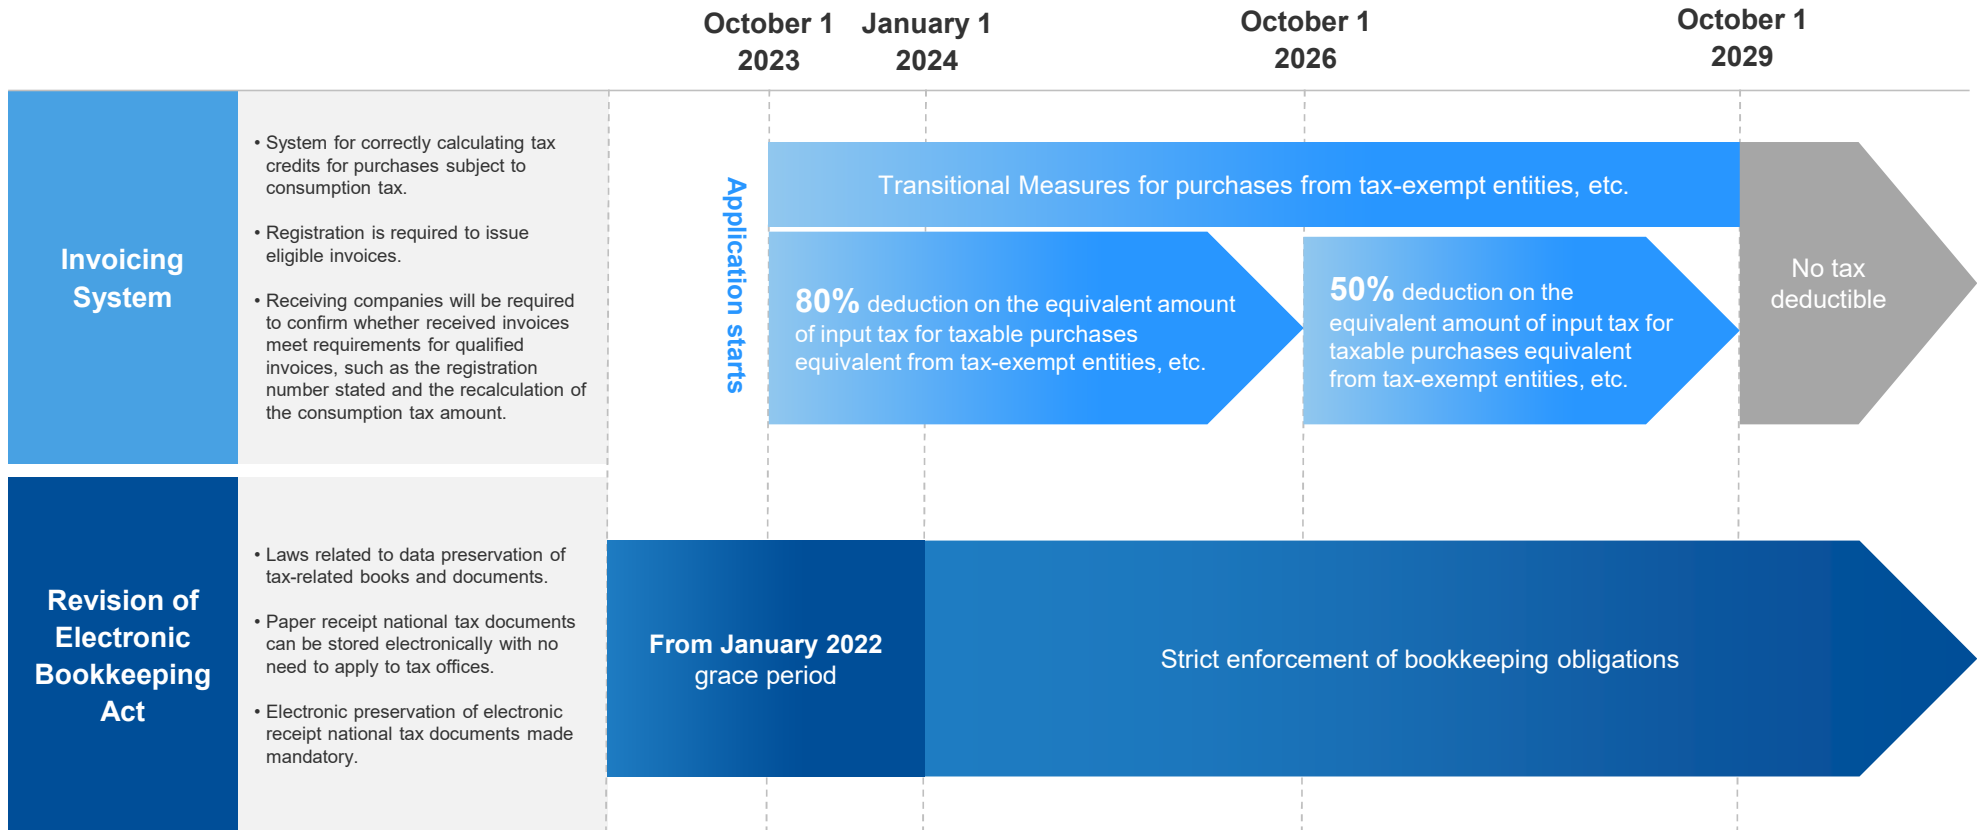 October 1
2023
January 1
2024
October 1
2026
October 1
2029
Invoicing
System
• System for correctly calculating tax
credits for purchases subject to
consumption tax.
• Registration is required to issue
eligible invoices.
• Receiving companies will be required
to confirm whether received invoices
meet requirements for qualified
invoices, such as the registration
number stated and the recalculation of
the consumption tax amount.
Application starts
Transitional Measures for purchases from tax-exempt entities, etc.
80% deduction on the equivalent amount
of input tax for taxable purchases
equivalent from tax-exempt entities, etc.
50% deduction on the
equivalent amount of input tax for
taxable purchases equivalent
from tax-exempt entities, etc.
No tax
deductible
Revision of
Electronic
Bookkeeping
Act
• Laws related to data preservation of
tax-related books and documents.
• Paper receipt national tax documents
can be stored electronically with no
need to apply to tax offices.
• Electronic preservation of electronic
receipt national tax documents made
mandatory.
From January 2022
grace period
Strict enforcement of bookkeeping obligations